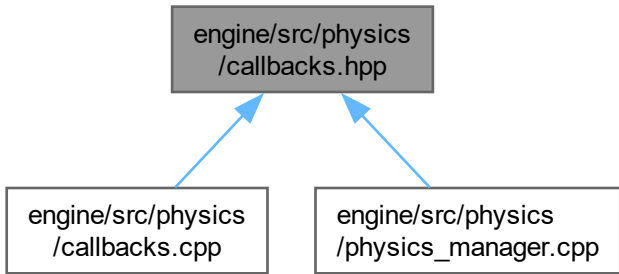 engine/src/physics
/callbacks.hpp
engine/src/physics
/callbacks.cpp
engine/src/physics
/physics_manager.cpp